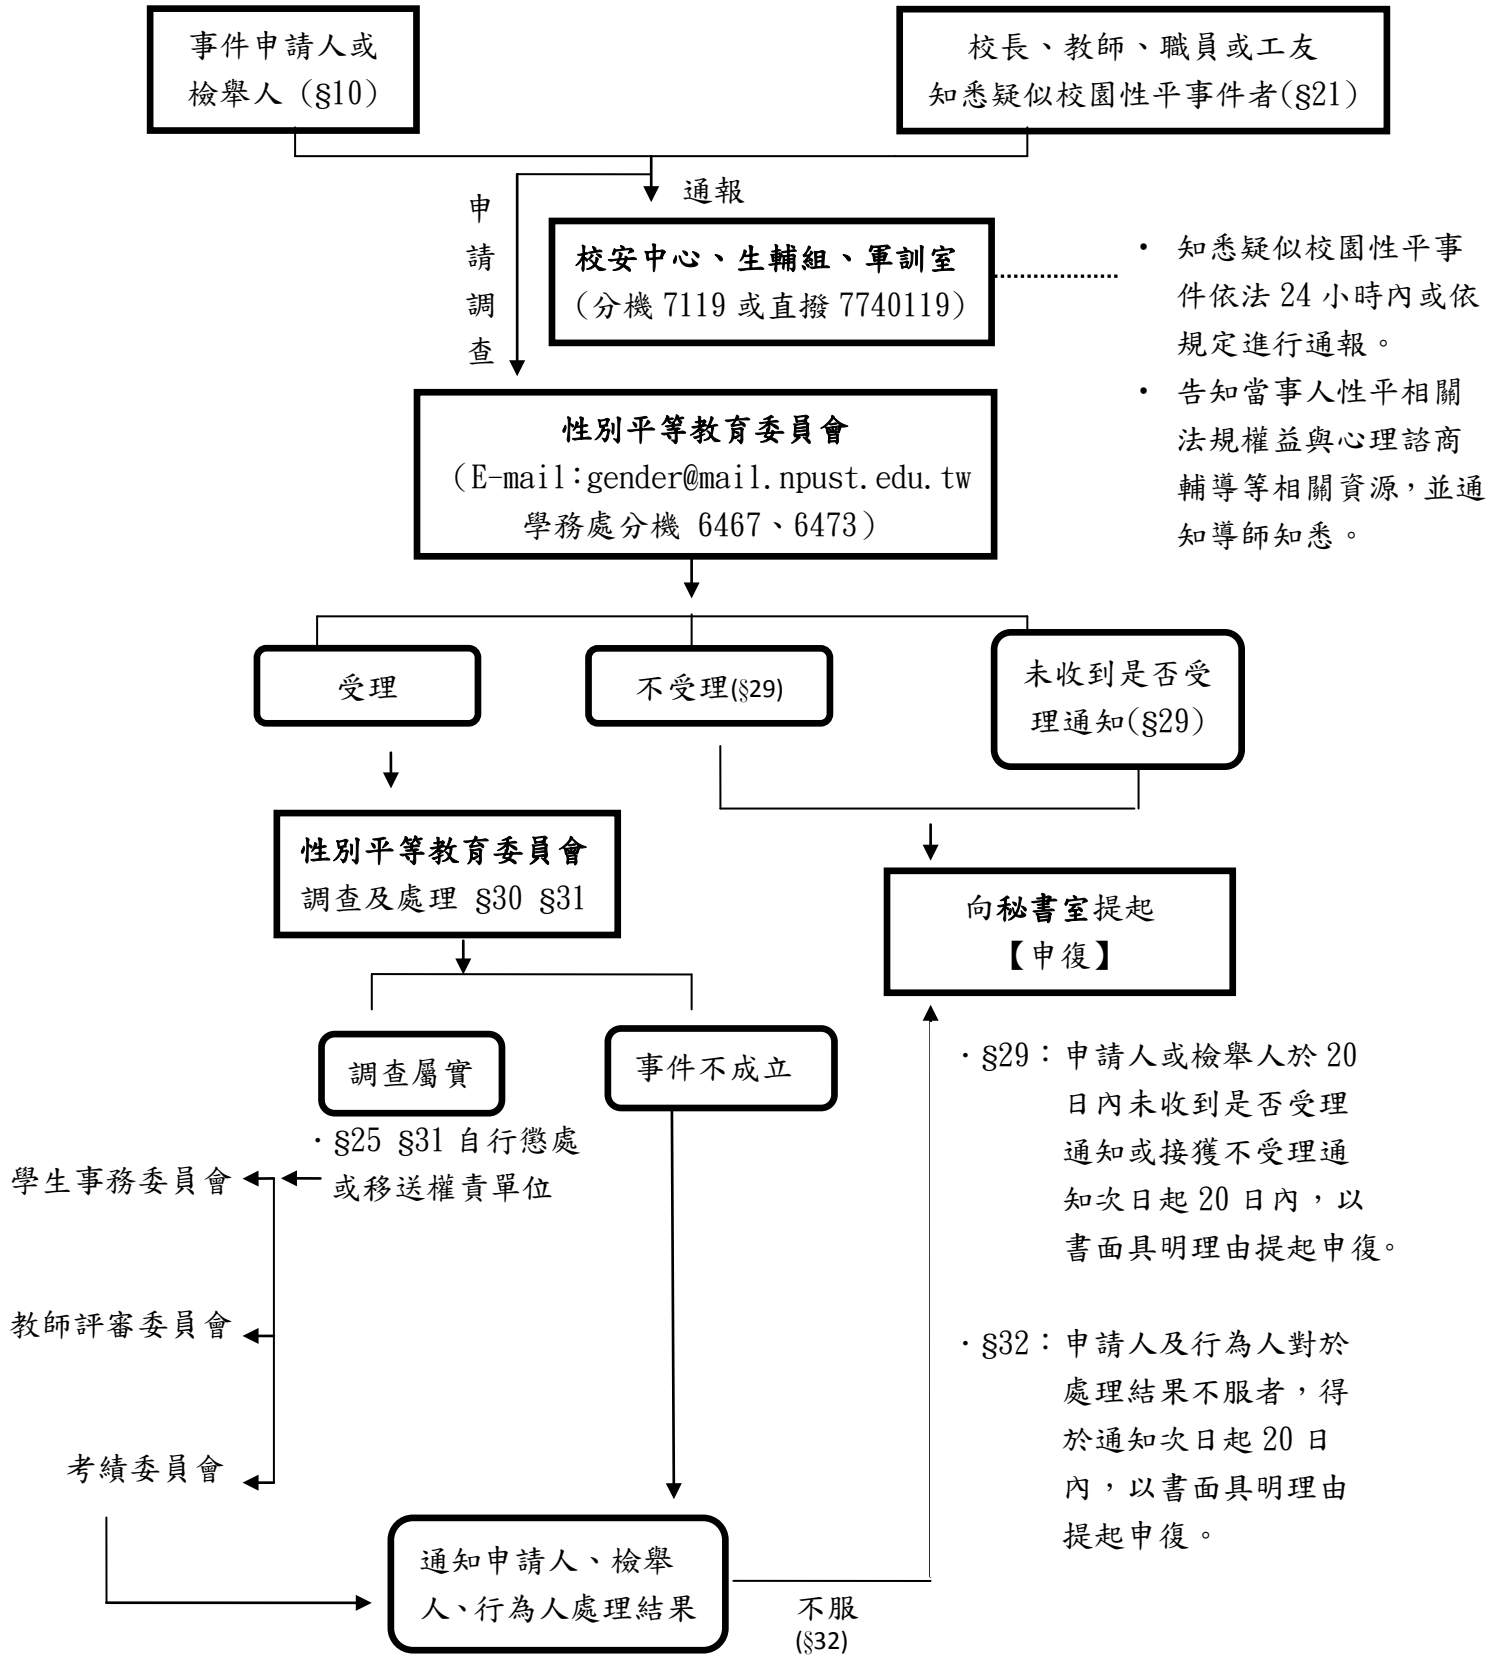 事件申請人或
檢舉人 (§10)
校長、教師、職員或工友
知悉疑似校園性平事件者(§21)
申
請
調
查
通報
校安中心、生輔組、軍訓室
(分機 7119 或直撥 7740119)
• 知悉疑似校園性平事
件依法 24 小時內或依
規定進行通報。
• 告知當事人性平相關
法規權益與心理諮商
輔導等相關資源，並通
知導師知悉。
性別平等教育委員會
(E-mail:gender@mail.npust.edu.tw
學務處分機 6467、6473)
受理
不受理(§29)
未收到是否受
理通知(§29)
性別平等教育委員會
調查及處理 §30 §31
向秘書室提起
【申復】
調查屬實
事件不成立
·§25 §31 自行懲處
或移送權責單位
學生事務委員會
教師評審委員會
考績委員會
·§29：申請人或檢舉人於 20
日內未收到是否受理
通知或接獲不受理通
知次日起 20 日內，以
書面具明理由提起申復。
·§32：申請人及行為人對於
處理結果不服者，得
於通知次日起 20 日
內，以書面具明理由
提起申復。
通知申請人、檢舉
人、行為人處理結果
不服
(§32)